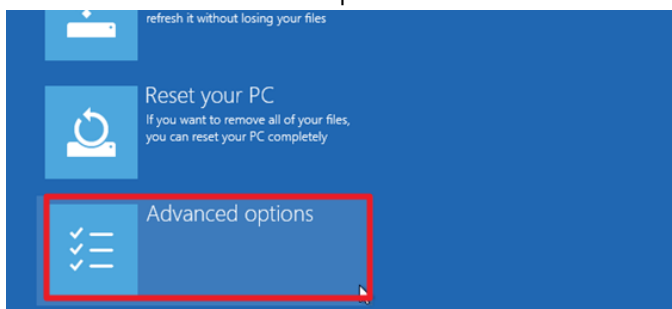 refresh it without losing your files
Reset your PC
If you want to remove all of your files,
you can reset your PC completely
Advanced options